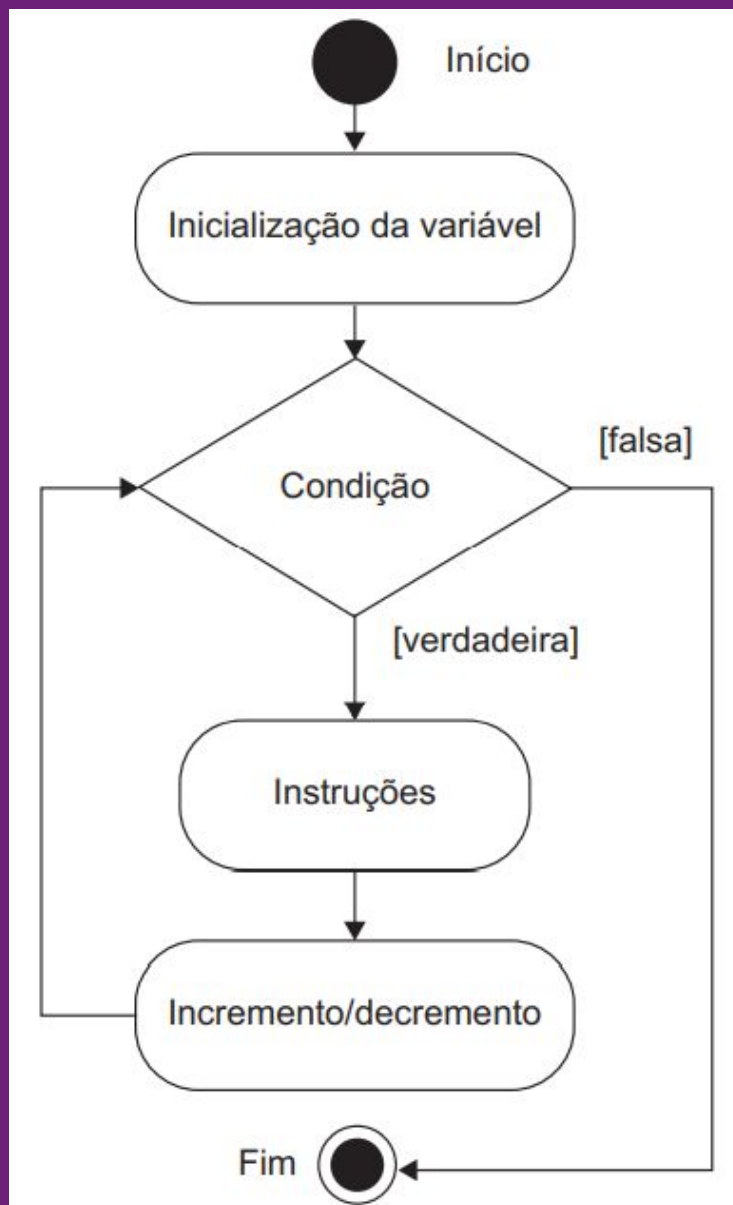 Início
Inicialização da variável
[falsa]
Condição
[verdadeira]
Instruções
Incremento/decremento
Fim